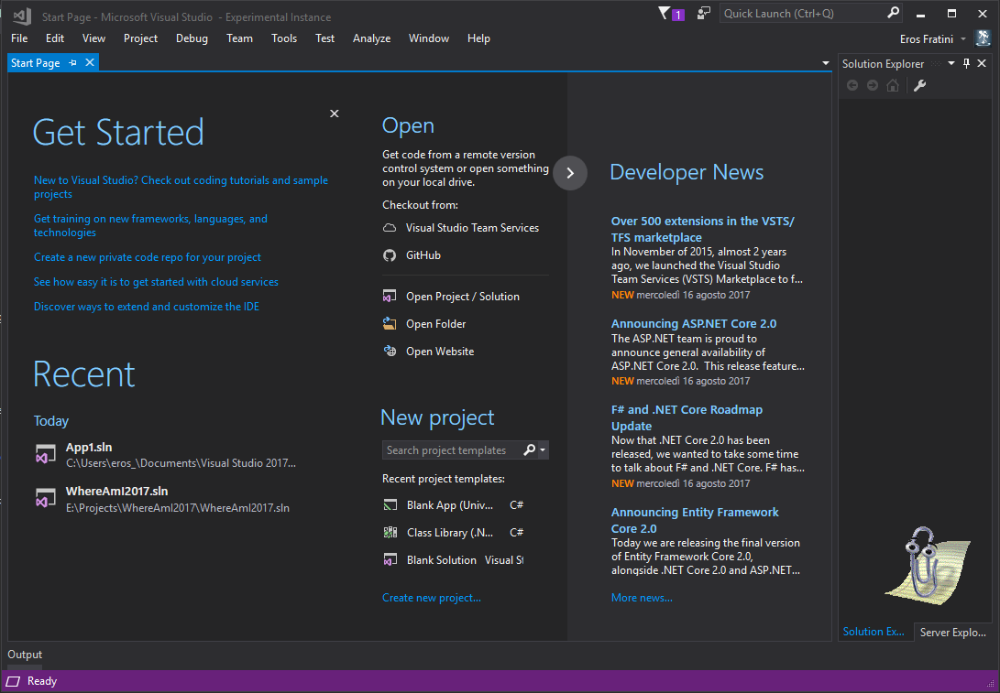 Start Page - Microsoft Visual Studio - Experimental Instance
1
Quick Launch (Ctrl+Q)
File Edit View Project Debug Team Tools Test Analyze Window Help
Eros Fratini
Start Page
Get Started
New to Visual Studio? Check out coding tutorials and sample
projects
Get training on new frameworks, languages, and
technologies
Create a new private code repo for your project
See how easy it is to get started with cloud services
Discover ways to extend and customize the IDE
Recent
Today
App1.sln
C:\Users\eros_\Documents\Visual Studio 2017...
WhereAmI2017.sln
E:\Projects\WhereAmI2017\WhereAmI2017.sln
Open
Get code from a remote version
control system or open something
on your local drive.
Checkout from:
Visual Studio Team Services
GitHub
Open Project / Solution
Open Folder
Open Website
New project
Search project templates
Recent project templates:
Blank App (Univ... C#
Class Library (.N... C#
Blank Solution Visual St
Create new project...
Developer News
Over 500 extensions in the VSTS/
TFS marketplace
In November of 2015, almost 2 years
ago, we launched the Visual Studio
Team Services (VSTS) Marketplace to f...
NEW mercoledì 16 agosto 2017
Announcing ASP.NET Core 2.0
The ASP.NET team is proud to
announce general availability of
ASP.NET Core 2.0. This release feature...
NEW mercoledì 16 agosto 2017
F# and .NET Core Roadmap
Update
Now that .NET Core 2.0 has been
released, we wanted to take some time
to talk about F# and .NET Core. F# has...
NEW mercoledì 16 agosto 2017
Announcing Entity Framework
Core 2.0
Today we are releasing the final version
of Entity Framework Core 2.0,
alongside .NET Core 2.0 and ASP.NET...
More news...
Solution Explorer
Solution Ex... Server Explo...
Output
Ready